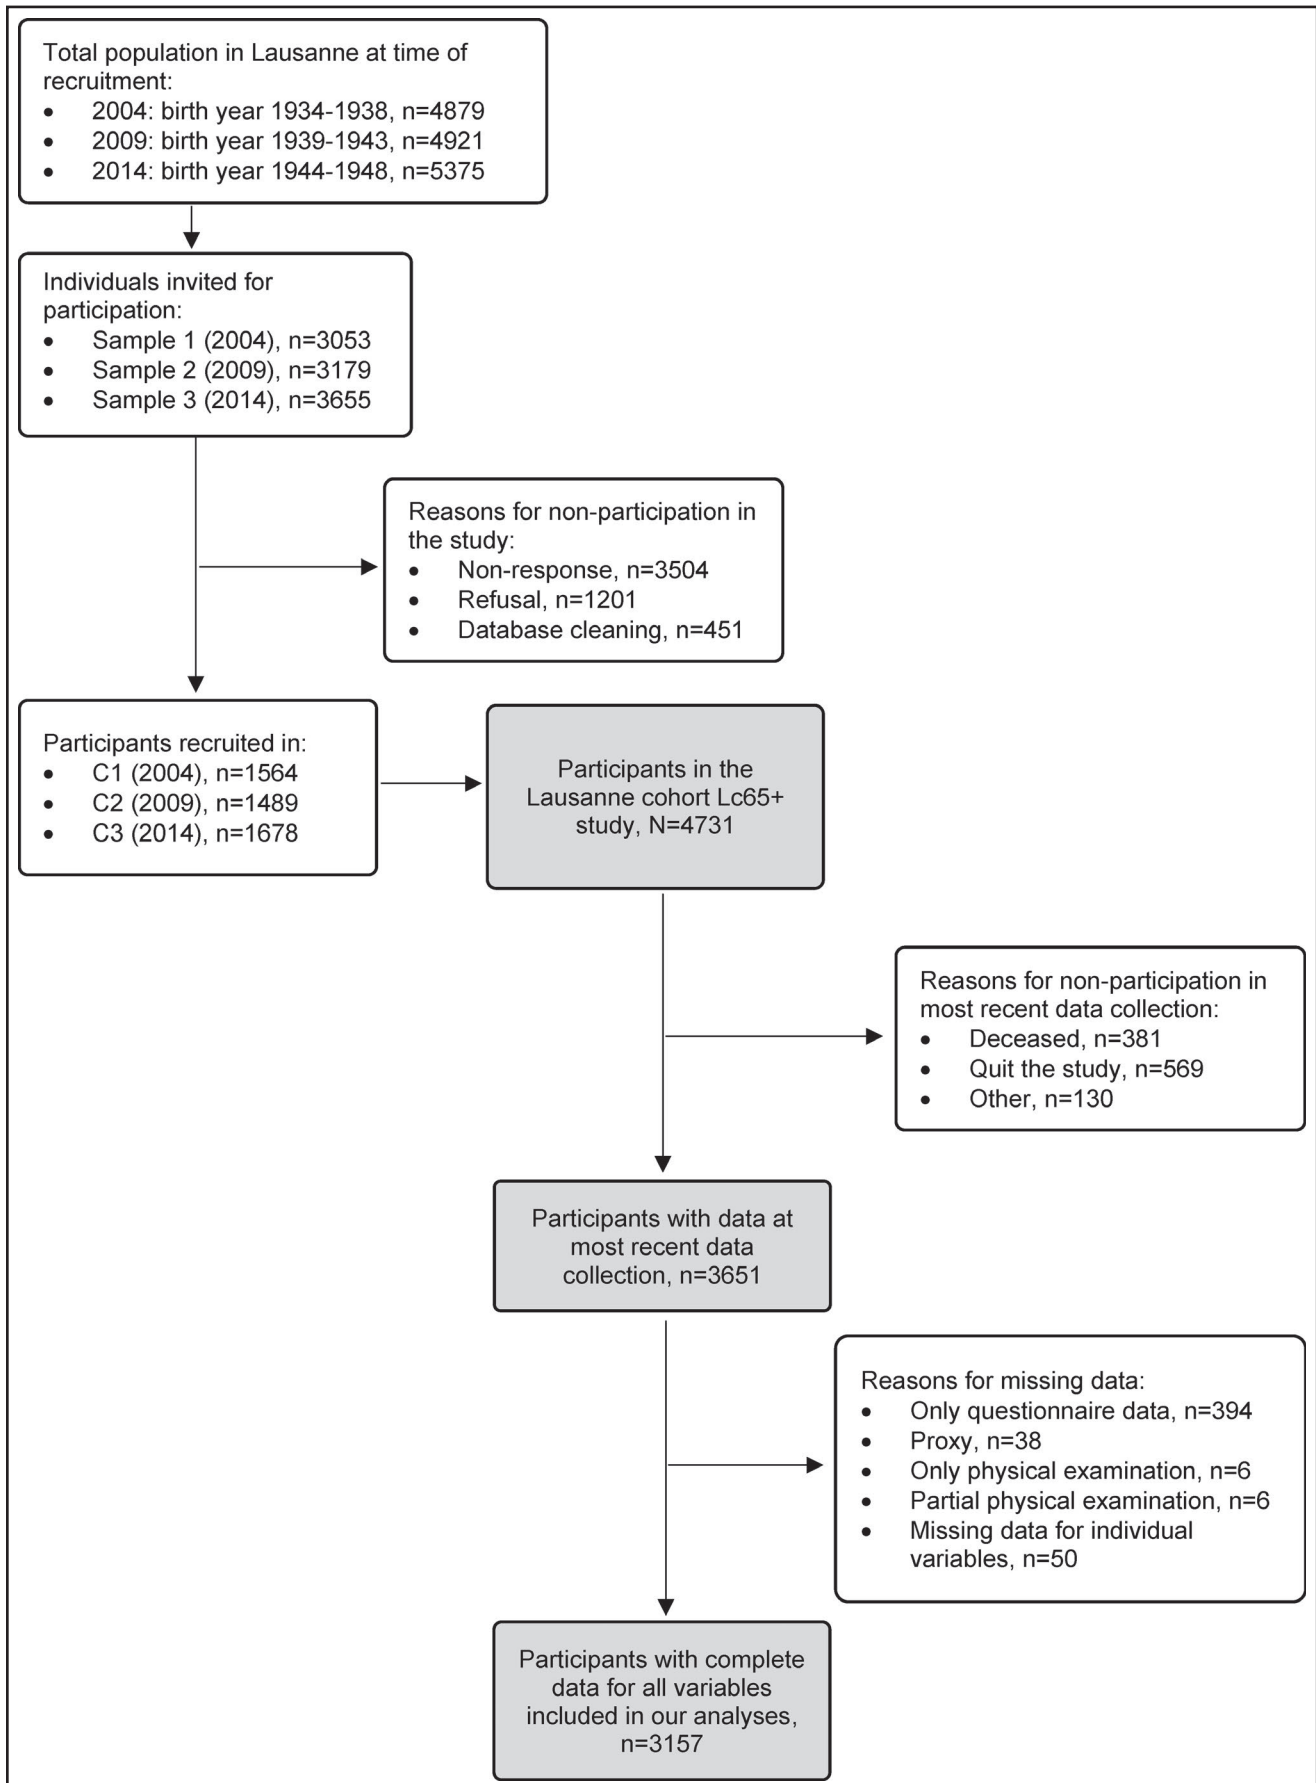 Total population in Lausanne at time of
recruitment:
• 2004: birth year 1934-1938, n=4879
• 2009: birth year 1939-1943, n=4921
• 2014: birth year 1944-1948, n=5375
Individuals invited for
participation:
• Sample 1 (2004), n=3053
• Sample 2 (2009), n=3179
• Sample 3 (2014), n=3655
Reasons for non-participation in
the study:
• Non-response, n=3504
• Refusal, n=1201
• Database cleaning, n=451
Participants recruited in:
• C1 (2004), n=1564
• C2 (2009), n=1489
• C3 (2014), n=1678
Participants in the
Lausanne cohort Lc65+
study, N=4731
Reasons for non-participation in
most recent data collection:
• Deceased, n=381
• Quit the study, n=569
• Other, n=130
Participants with data at
most recent data
collection, n=3651
Reasons for missing data:
• Only questionnaire data, n=394
• Proxy, n=38
• Only physical examination, n=6
• Partial physical examination, n=6
• Missing data for individual
variables, n=50
Participants with complete
data for all variables
included in our analyses,
n=3157